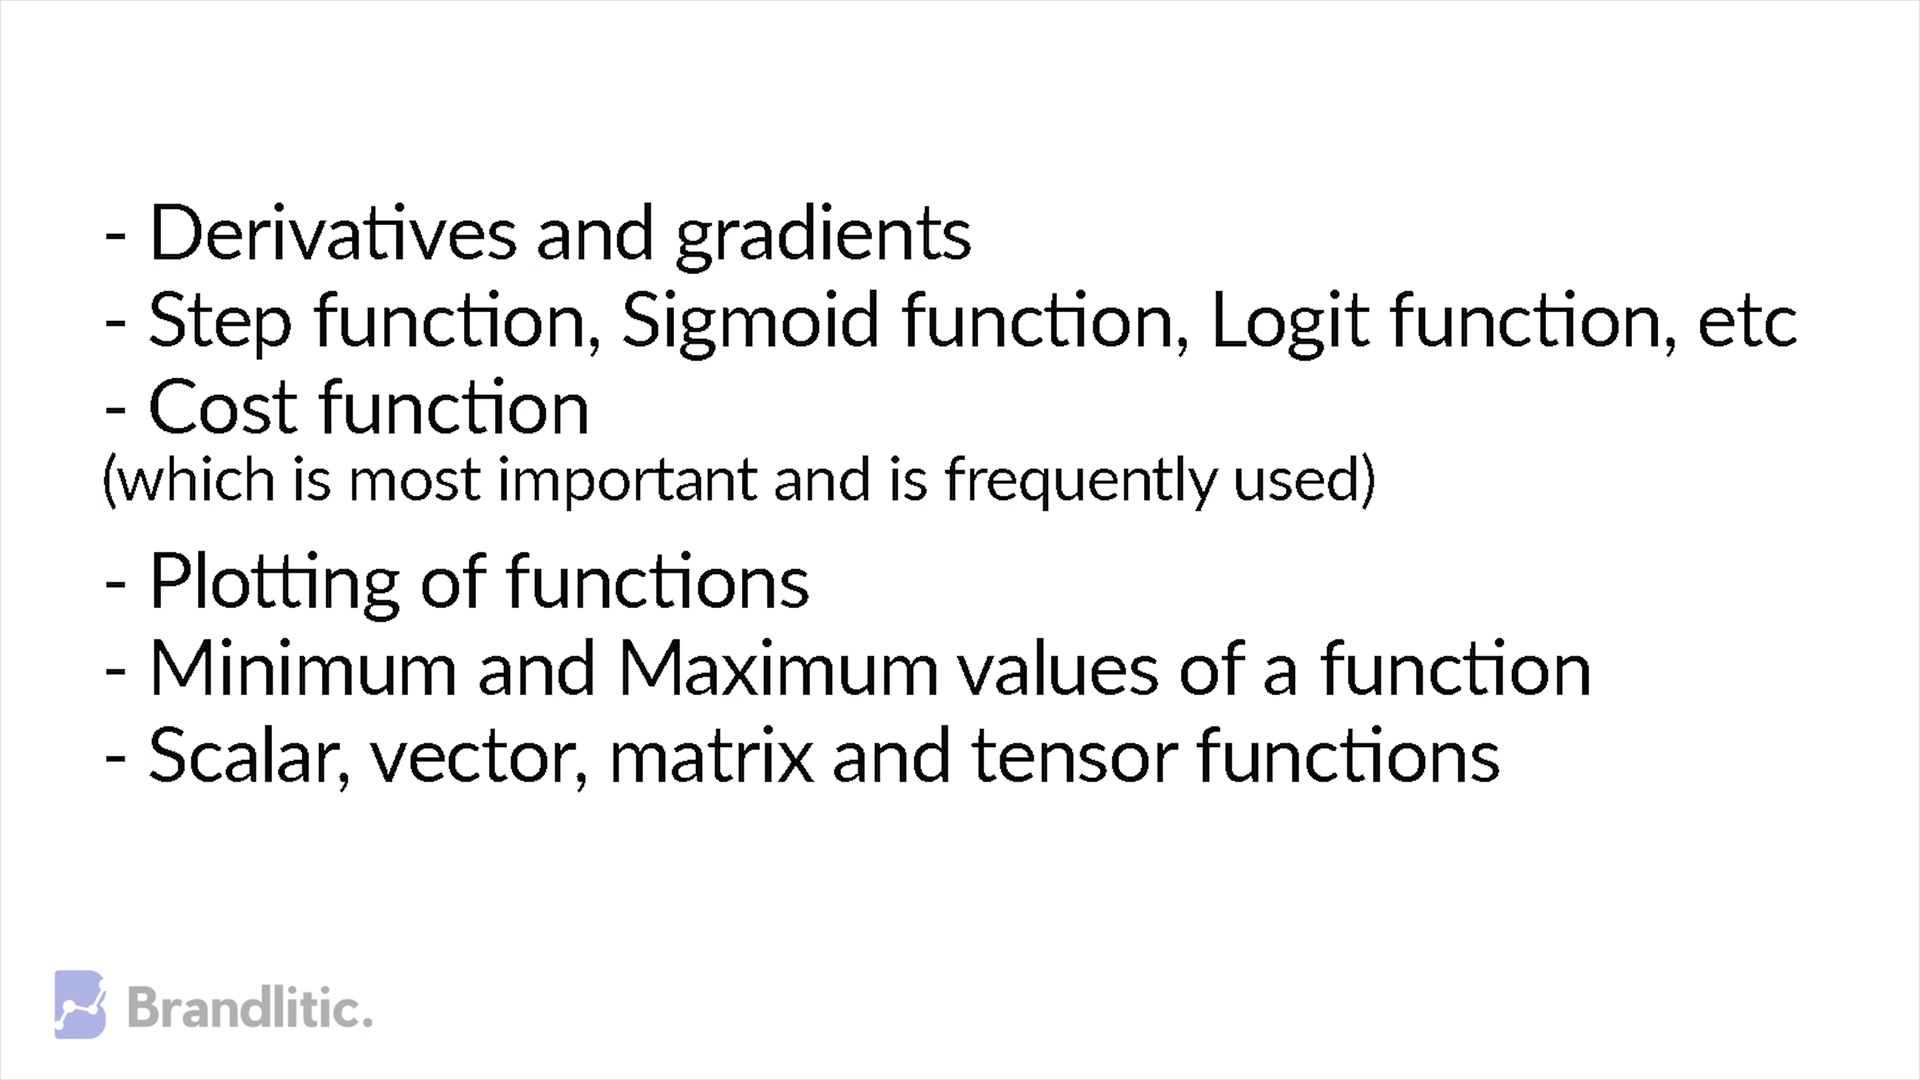 - Derivatives and gradients
- Step function, Sigmoid function, Logit function, etc
- Cost function
(which is most important and is frequently used)
- Plotting of functions
- Minimum and Maximum values of a function
- Scalar, vector, matrix and tensor functions
Brandlitic.